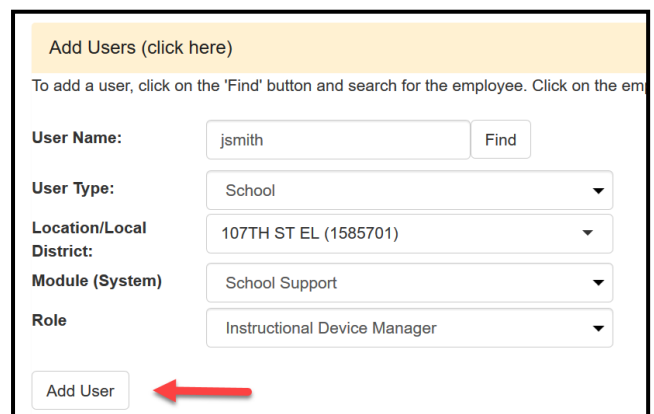 Add Users (click here)
To add a user, click on the 'Find' button and search for the employee. Click on the
User Name:
jsmith
Find
User Type:
School
Location/Local
District:
107TH ST EL (1585701)
Module (System)
School Support
Role
Instructional Device Manager
Add User